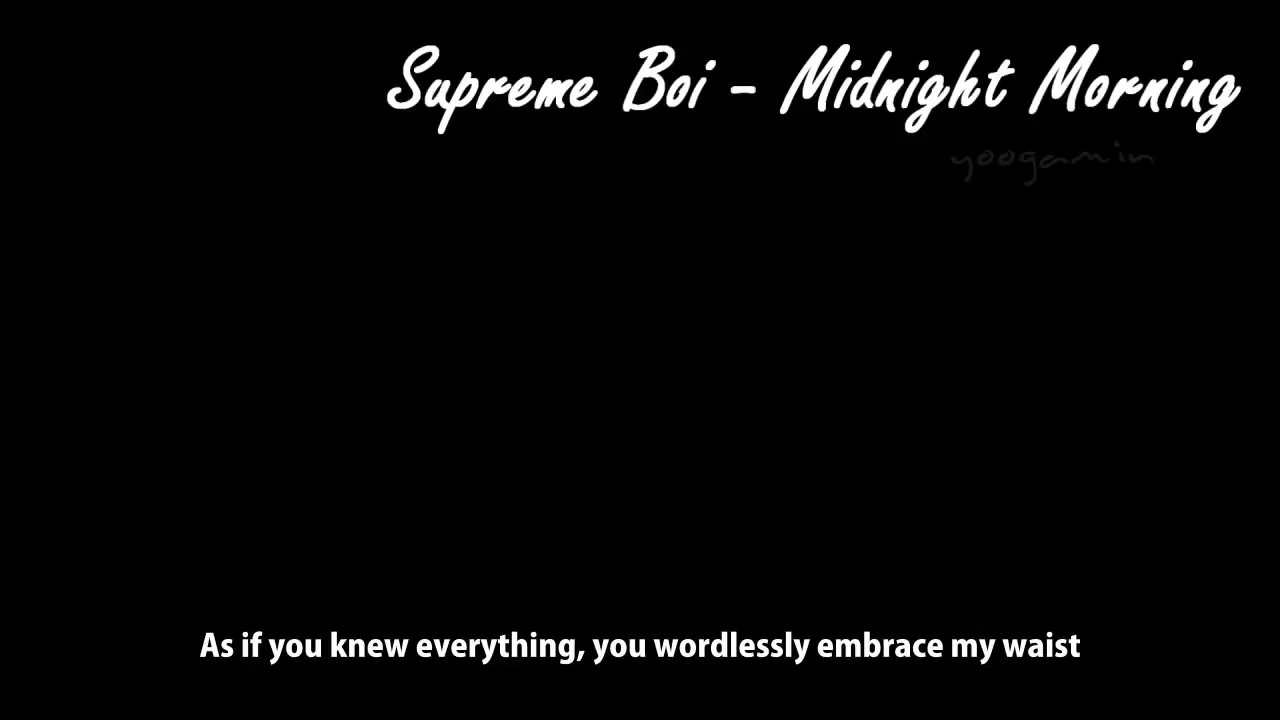 Supreme Boi - Midnight Morning
yoogamin
As if you knew everything, you wordlessly embrace my waist